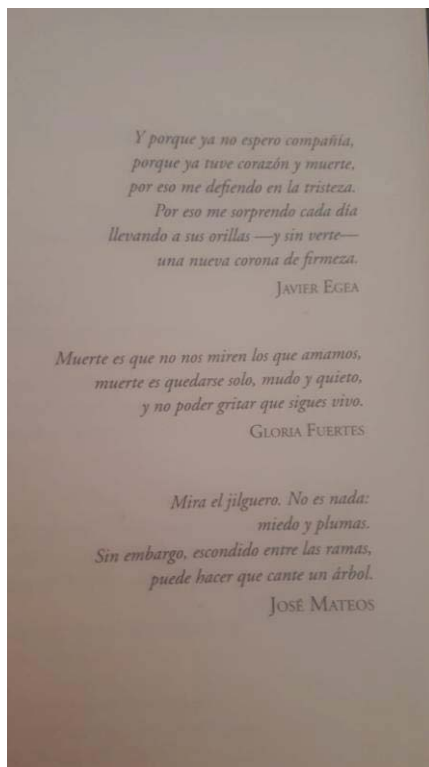 Y porque ya no espero compañía,
porque ya tuve corazón y muerte,
por eso me defiendo en la tristeza.
Por eso me sorprendo cada día
llevando a sus orillas —y sin verte—
una nueva corona de firmeza.
JAVIER EGEA
Muerte es que no nos miren los que amamos,
muerte es quedarse solo, mudo y quieto,
y no poder gritar que sigues vivo.
GLORIA FUERTES
Mira el jilguero. No es nada:
miedo y plumas.
Sin embargo, escondido entre las ramas,
puede hacer que cante un árbol.
JOSÉ MATEOS